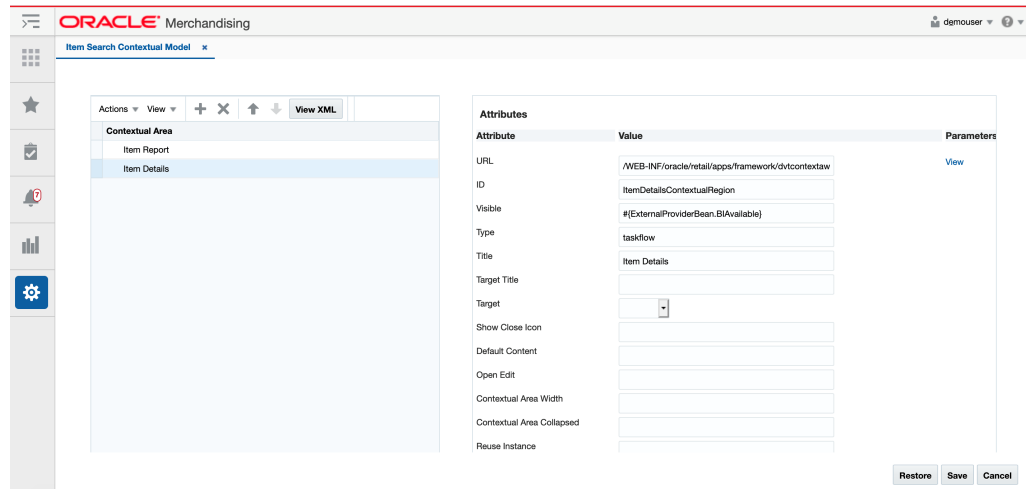 ORACLE® Merchandising
demouser
Item Search Contextual Model ×
Actions View View XML
Contextual Area
Item Report
Item Details
7
Attributes
Attribute Value Parameters
URL /WEB-INF/oracle/retail/apps/framework/dvtcontextaw View
ID ItemDetailsContextualRegion
Visible #{ExternalProviderBean.BIAvailable}
Type taskflow
Title Item Details
Target Title
Target
Show Close Icon
Default Content
Open Edit
Contextual Area Width
Contextual Area Collapsed
Reuse Instance
Restore Save Cancel